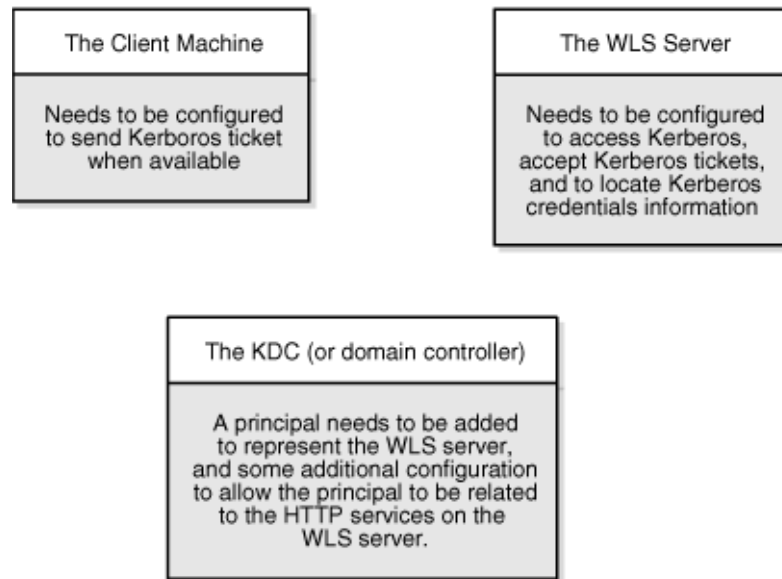 The Client Machine
Needs to be configured
to send Kerboros ticket
when available
The WLS Server
Needs to be configured
to access Kerberos,
accept Kerberos tickets,
and to locate Kerberos
credentials information
The KDC (or domain controller)
A principal needs to be added
to represent the WLS server,
and some additional configuration
to allow the principal to be related
to the HTTP services on the
WLS server.